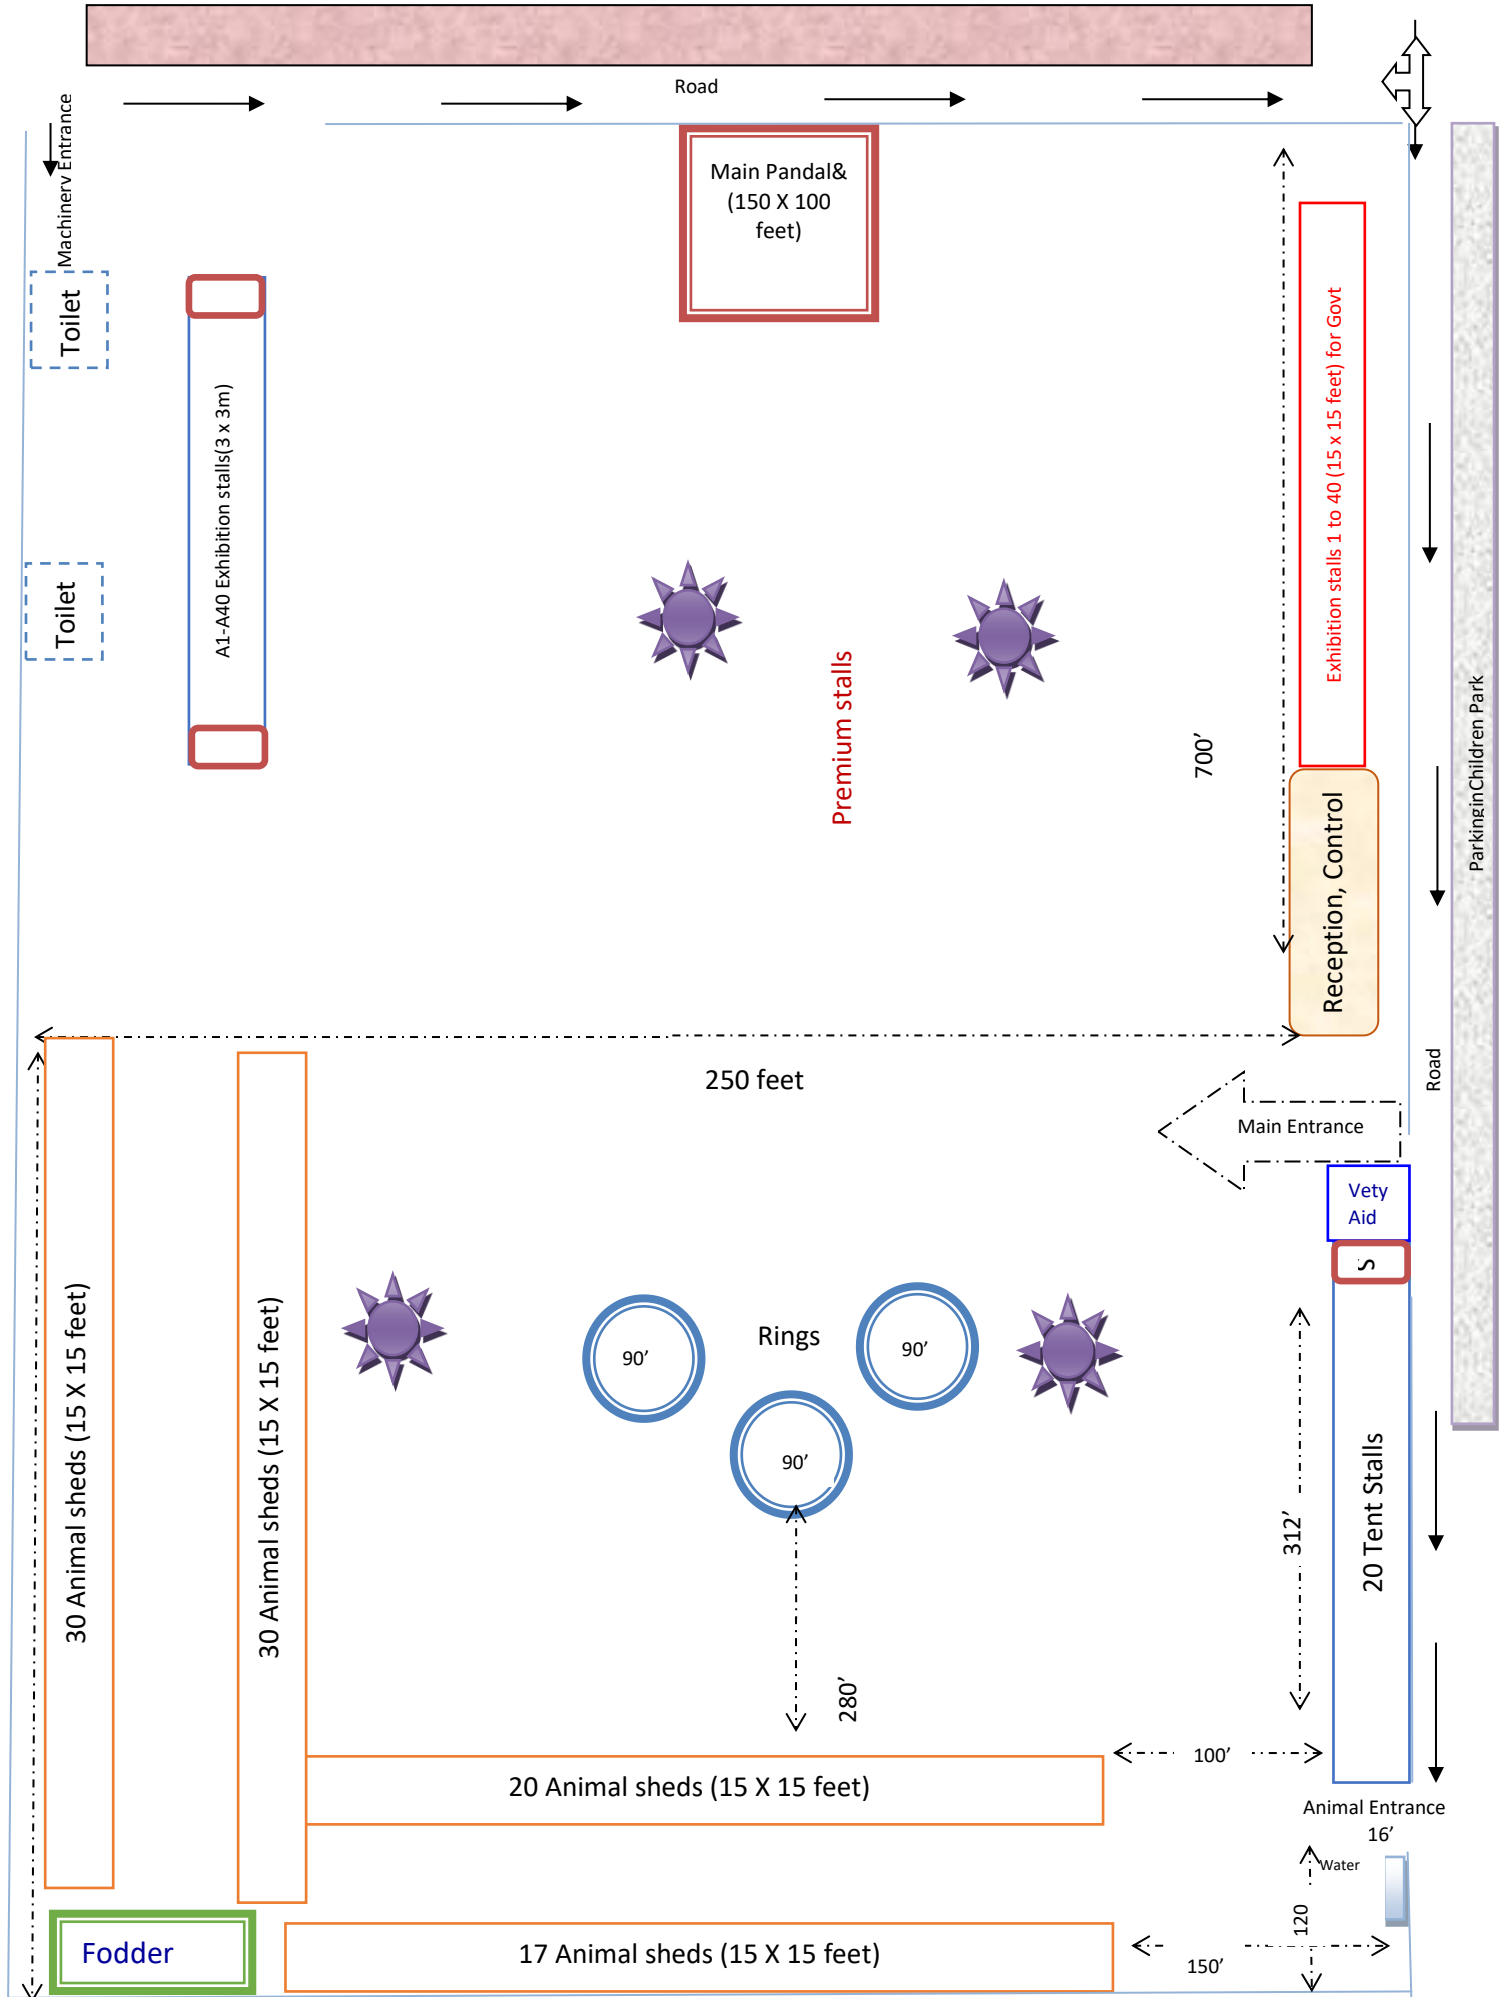 Road
Machinery Entrance
Main Pandal&
(150 X 100
feet)
Toilet
A1-A40 Exhibition stalls(3 x 3m)
Exhibition stalls 1 to 40 (15 x 15 feet) for Govt
Toilet
Premium stalls
700’
ParkinginChildren Park
Reception, Control
250 feet
Road
Main Entrance
Vety
Aid
S
30 Animal sheds (15 X 15 feet)
30 Animal sheds (15 X 15 feet)
Rings
90’
90’
90’
312’
20 Tent Stalls
280’
100’
20 Animal sheds (15 X 15 feet)
Animal Entrance
16’
Water
120
Fodder
17 Animal sheds (15 X 15 feet)
150’